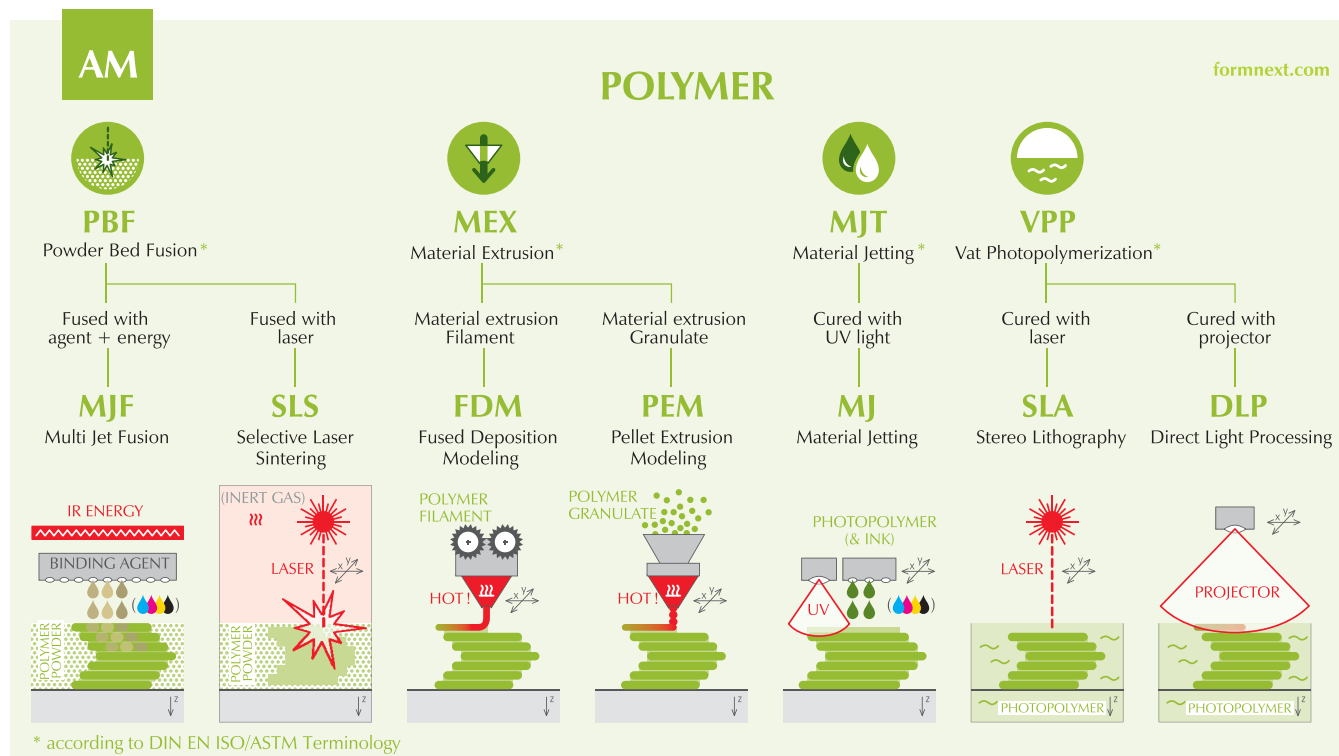 AM
POLYMER
formnext.com
PBF
Powder Bed Fusion*
MEX
Material Extrusion*
MJT
Material Jetting*
VPP
Vat Photopolymerization*
Fused with
agent + energy
Fused with
laser
Material extrusion
Filament
Material extrusion
Granulate
Cured with
UV light
Cured with
laser
Cured with
projector
MJF
Multi Jet Fusion
SLS
Selective Laser
Sintering
FDM
Fused Deposition
Modeling
PEM
Pellet Extrusion
Modeling
MJ
Material Jetting
SLA
Stereo Lithography
DLP
Direct Light Processing
IR ENERGY
BINDING AGENT
POLYMER
POWDER
z
(INERT GAS)
LASER
x y
POLYMER
POWDER
z
POLYMER
FILAMENT
HOT!
x y
z
POLYMER
GRANULATE
HOT!
x y
z
PHOTOPOLYMER
(& INK)
x y
UV
z
LASER
x y
PHOTOPOLYMER
z
x y
PROJECTOR
PHOTOPOLYMER
z
* according to DIN EN ISO/ASTM Terminology